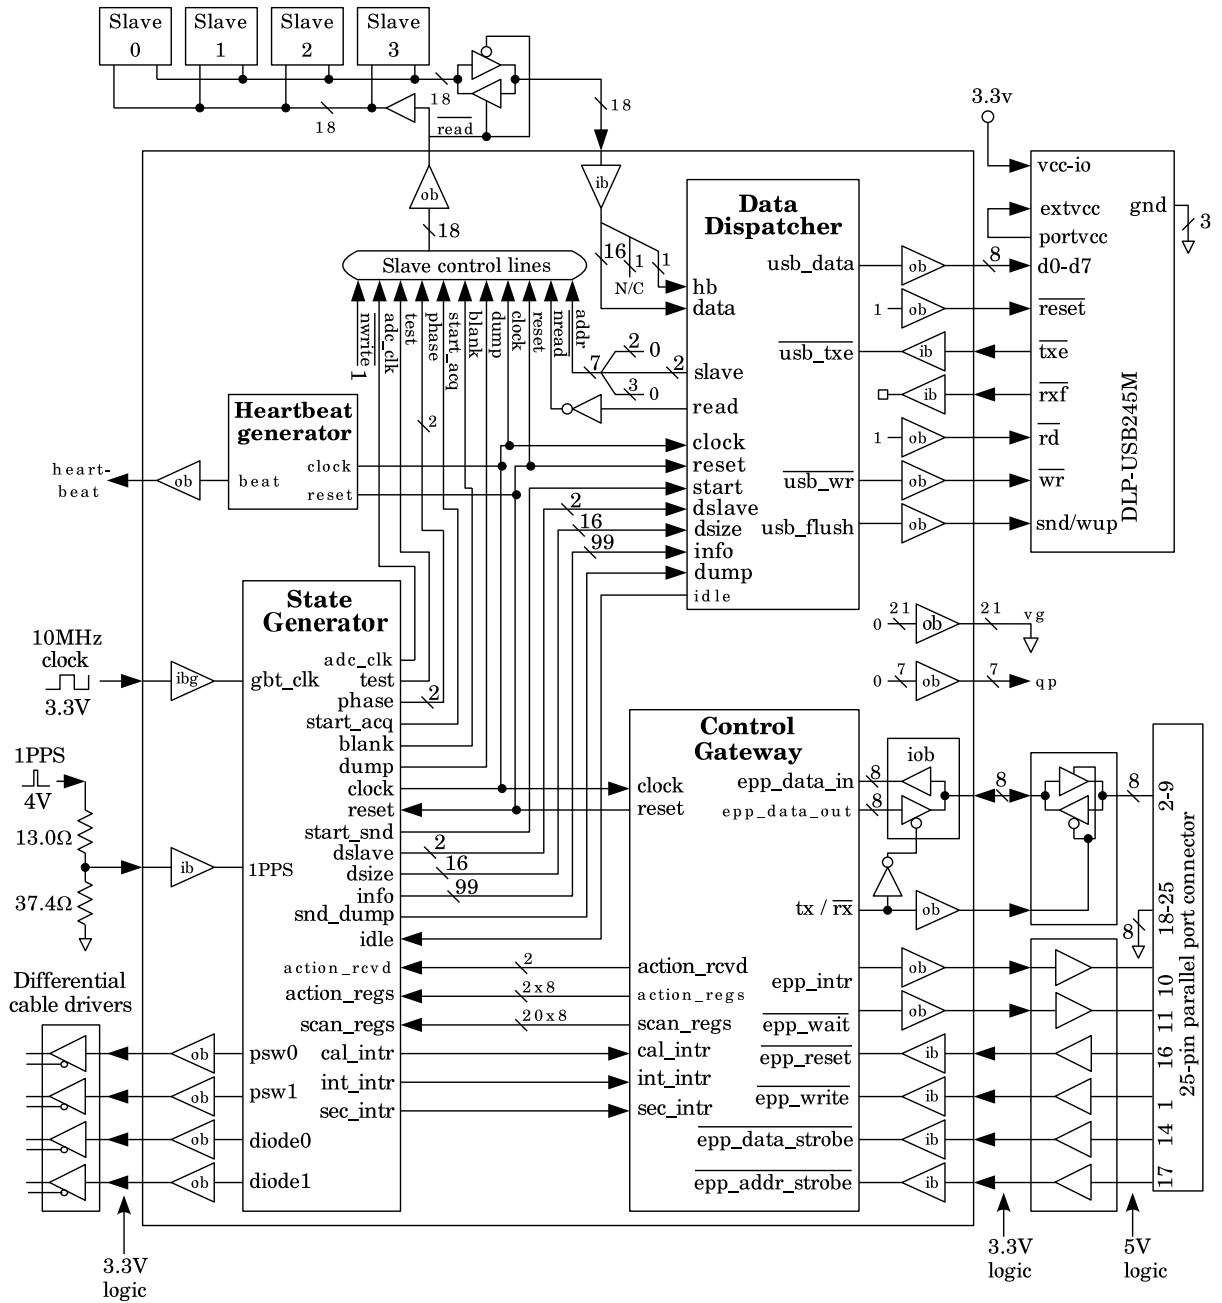 Slave 0
Slave 1
Slave 2
Slave 3
18
18
read
18
3.3v
ob
ib
18
16
1
1
N/C
Slave control lines
nwrite
1
adc_clk
test
phase
start_acq
blank
dump
clock
reset
nread
addr
2
7
2
0
3
0
2
Data
Dispatcher
usb_data
hb
data
usb_txe
slave
read
clock
reset
start
usb_wr
dslave
dsize
usb_flush
info
dump
idle
2
16
99
ob
8
1
ob
ib
ib
1
ob
ob
ob
vcc-io
extvcc
gnd
3
portvcc
d0-d7
reset
txe
rxf
rd
wr
snd/wup
DLP-USB245M
Heartbeat
generator
clock
beat
reset
ob
heart-
beat
0
21
ob
21
vg
0
7
ob
7
qp
State
Generator
10MHz
clock
3.3V
ibg
gbt_clk
adc_clk
test
phase
2
start_acq
blank
dump
clock
reset
start_snd
dslave
2
dsize
16
info
99
snd_dump
idle
action_rcvd
2
action_regs
2x8
scan_regs
20x8
cal_intr
int_intr
sec_intr
1PPS
4V
13.0Ω
37.4Ω
ib
1PPS
Differential
cable drivers
ob
psw0
ob
psw1
ob
diode0
ob
diode1
3.3V
logic
Control
Gateway
clock
reset
epp_data_in
8
epp_data_out
8
iob
8
8
tx / rx
ob
action_rcvd
action_regs
scan_regs
cal_intr
int_intr
sec_intr
epp_intr
ob
epp_wait
ob
epp_reset
ib
epp_write
ib
epp_data_strobe
ib
epp_addr_strobe
ib
2-9
18-25
8
10
11
16
1
14
17
25-pin parallel port connector
3.3V
logic
5V
logic